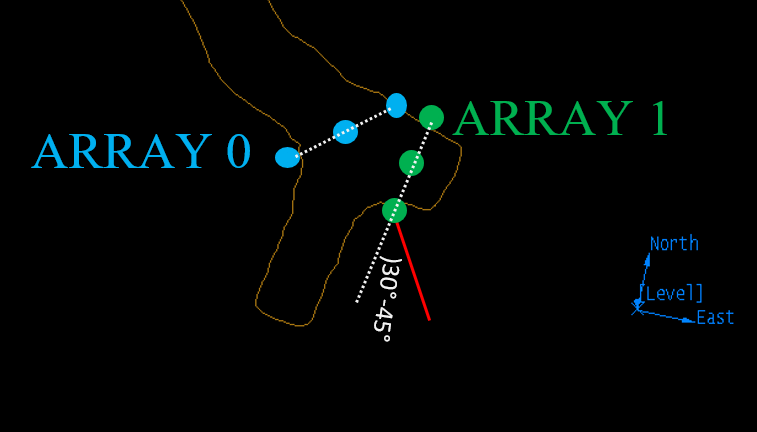 ARRAY 0
ARRAY 1
)30°-45°
North
[Level]
East